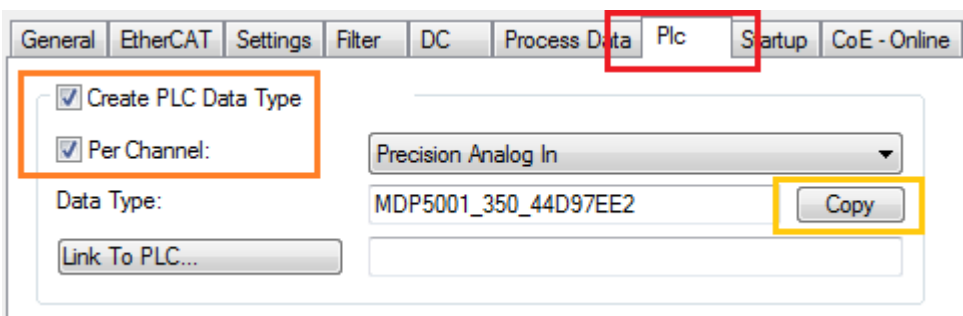 General EtherCAT Settings Filter DC Process Data Plc Startup CoE - Online
Create PLC Data Type
Per Channel: Precision Analog In
Data Type: MDP5001_350_44D97EE2 Copy
Link To PLC...